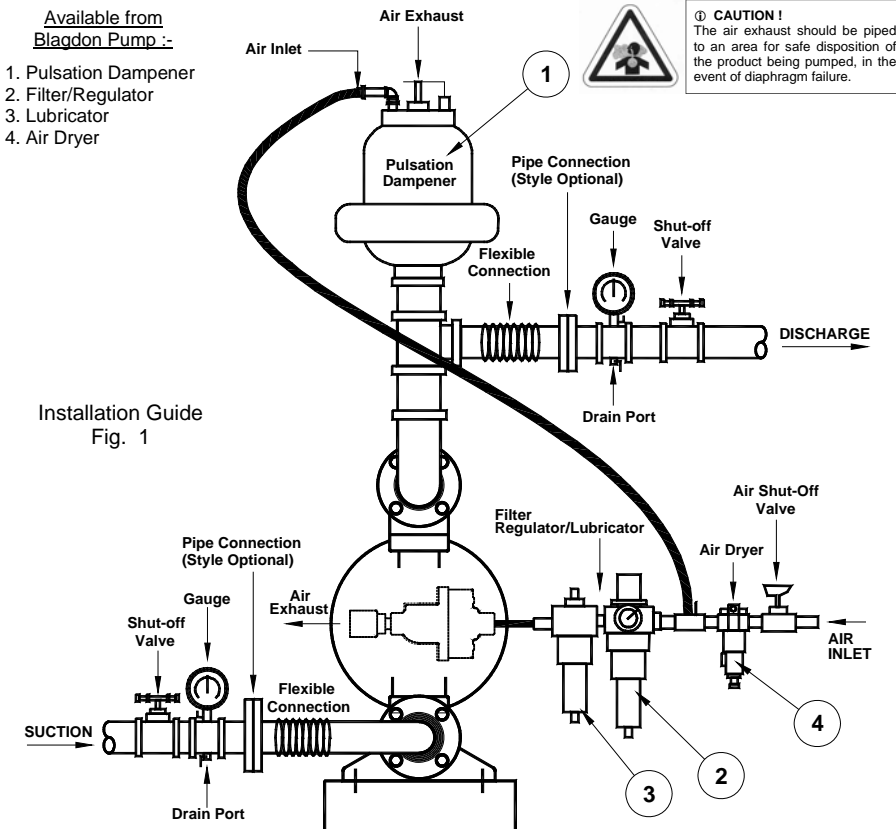 Available from
Blagdon Pump :-
1. Pulsation Dampener
2. Filter/Regulator
3. Lubricator
4. Air Dryer
Air Exhaust
Air Inlet
1
ⓘ CAUTION !
The air exhaust should be piped
to an area for safe disposition of
the product being pumped, in the
event of diaphragm failure.
Pulsation
Dampener
Pipe Connection
(Style Optional)
Gauge
Shut-off
Valve
Flexible
Connection
DISCHARGE
Drain Port
Installation Guide
Fig. 1
Filter
Regulator/Lubricator
Air Shut-Off
Valve
Air Dryer
AIR
INLET
Air
Exhaust
Pipe Connection
(Style Optional)
Gauge
Shut-off
Valve
Flexible
Connection
SUCTION
Drain Port
3
2
4